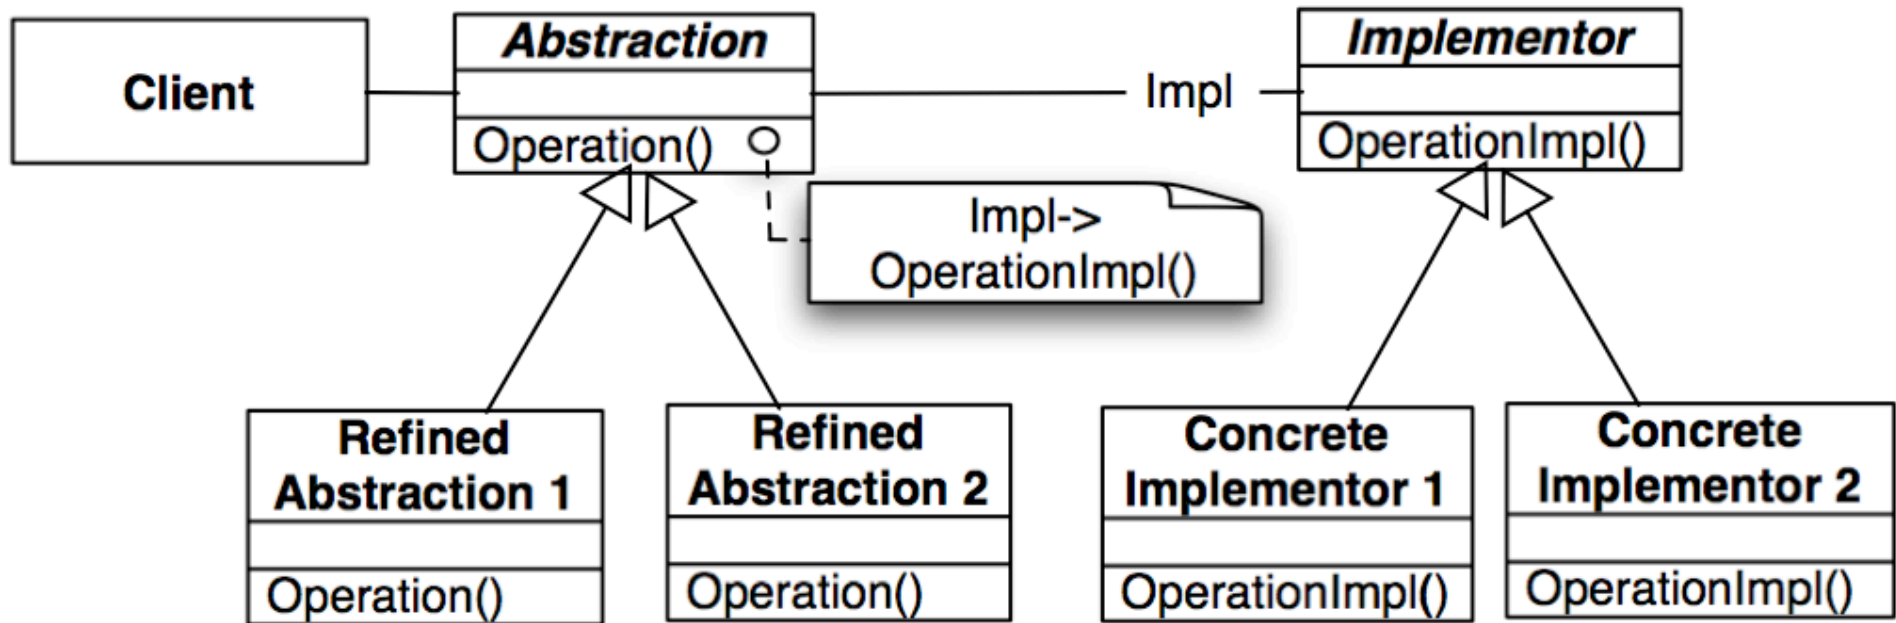 Client
Abstraction
Operation()
Impl
Implementor
OperationImpl()
Impl->
OperationImpl()
Refined
Abstraction 1
Operation()
Refined
Abstraction 2
Operation()
Concrete
Implementor 1
OperationImpl()
Concrete
Implementor 2
OperationImpl()